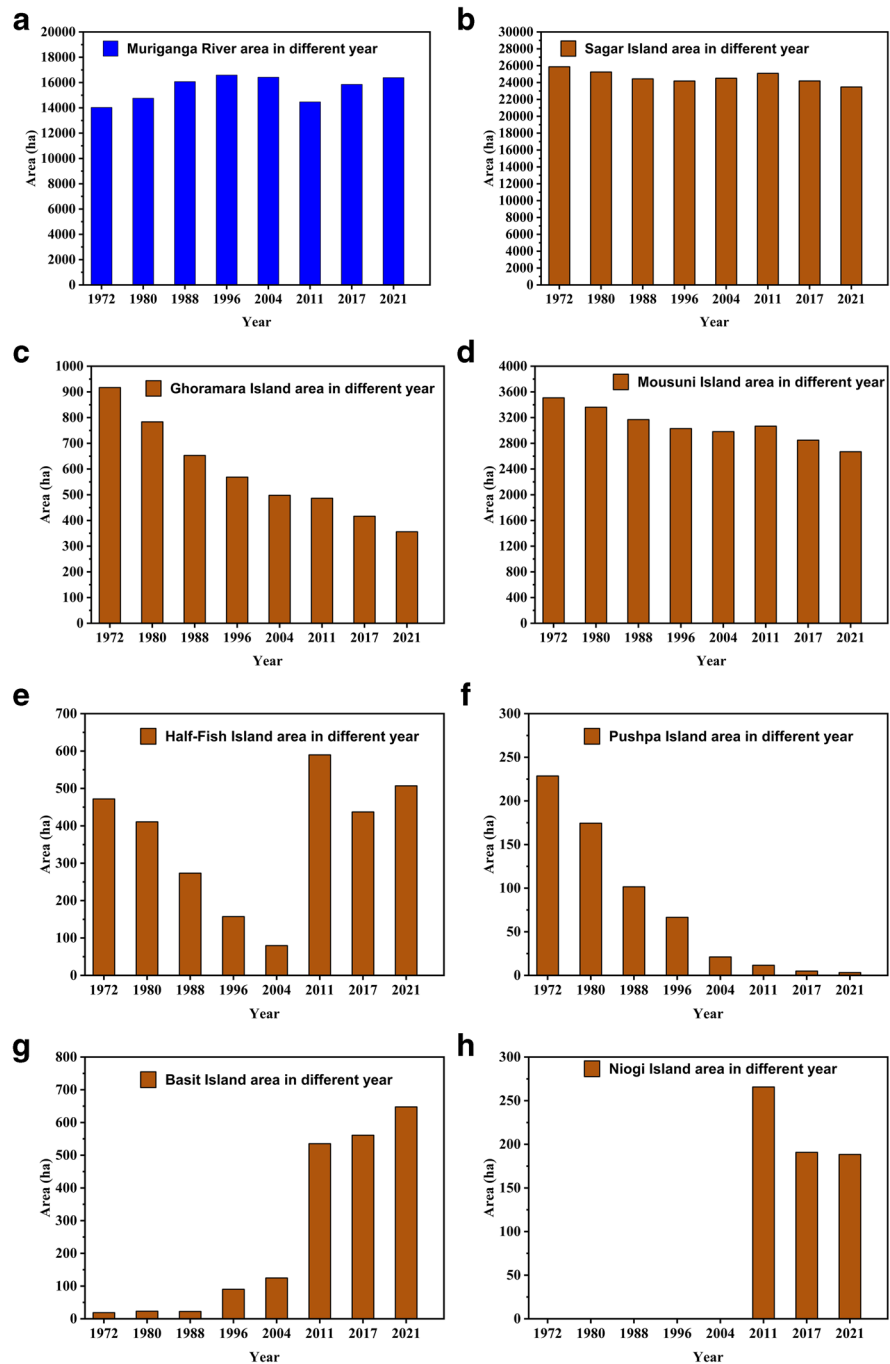 a
Muriganga River area in different year
20000
18000
16000
14000
12000
10000
8000
6000
4000
2000
0
Area (ha)
1972 1980 1988 1996 2004 2011 2017 2021
Year
b
Sagar Island area in different year
30000
28000
26000
24000
22000
20000
18000
16000
14000
12000
10000
8000
6000
4000
2000
0
Area (ha)
1972 1980 1988 1996 2004 2011 2017 2021
Year
c
Ghoramara Island area in different year
1000
900
800
700
600
500
400
300
200
100
0
Area (ha)
1972 1980 1988 1996 2004 2011 2017 2021
Year
d
Mousuni Island area in different year
4000
3600
3200
2800
2400
2000
1600
1200
800
400
0
Area (ha)
1972 1980 1988 1996 2004 2011 2017 2021
Year
e
Half-Fish Island area in different year
700
600
500
400
300
200
100
0
Area (ha)
1972 1980 1988 1996 2004 2011 2017 2021
Year
f
Pushpa Island area in different year
300
250
200
150
100
50
0
Area (ha)
1972 1980 1988 1996 2004 2011 2017 2021
Year
g
Basit Island area in different year
800
700
600
500
400
300
200
100
0
Area (ha)
1972 1980 1988 1996 2004 2011 2017 2021
Year
h
Niogi Island area in different year
300
250
200
150
100
50
0
Area (ha)
1972 1980 1988 1996 2004 2011 2017 2021
Year